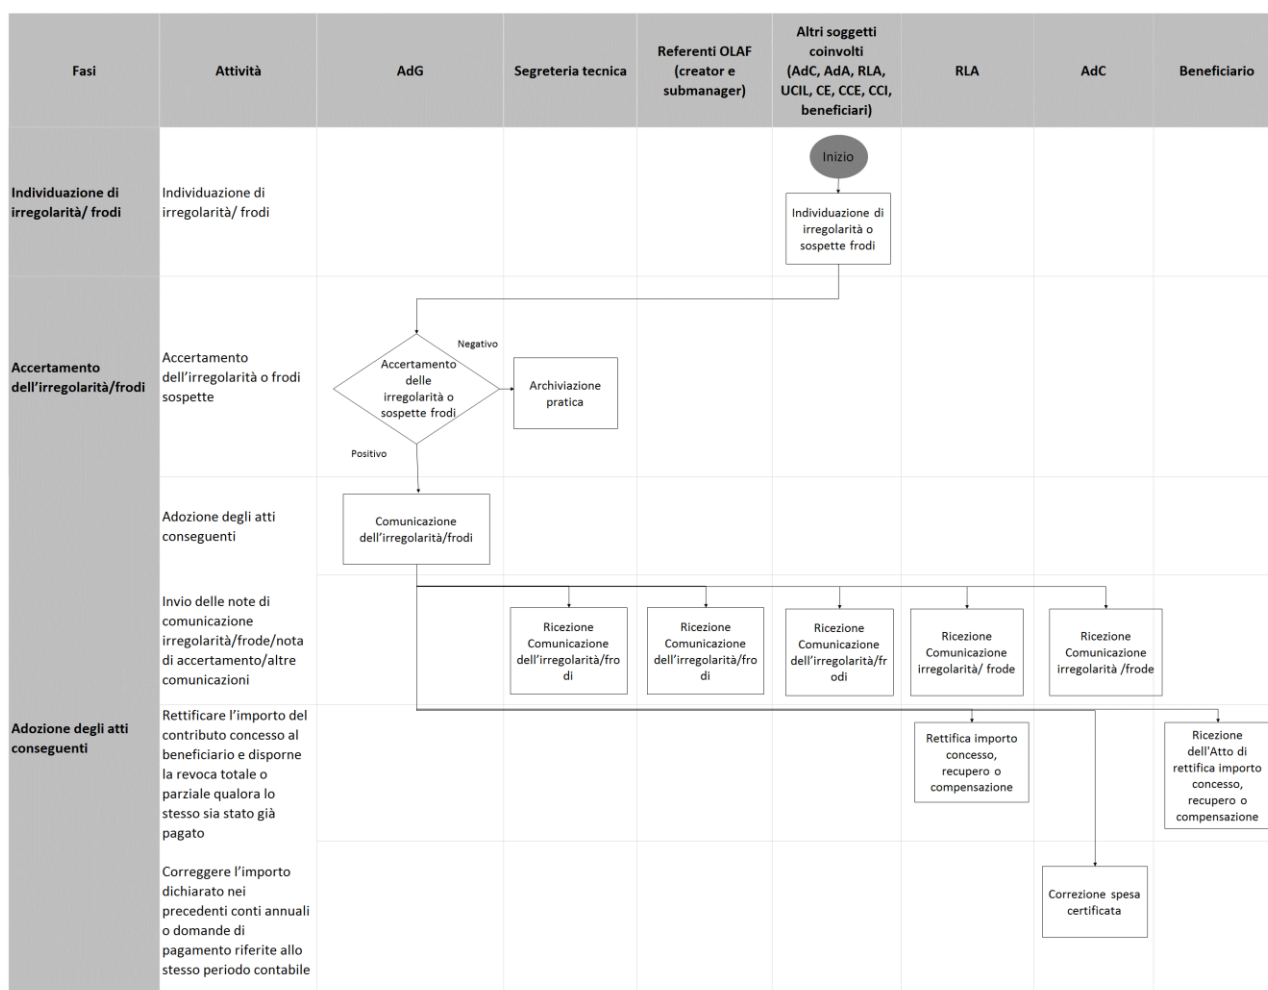 Fasi
Attività
AdG
Segreteria tecnica
Referenti OLAF
(creator e
submanager)
Altri soggetti
coinvolti
(AdC, AdA, RLA,
UCIL, CE, CCE, CCI,
beneficiari)
RLA
AdC
Beneficiario
Inizio
Individuazione di
irregolarità/ frodi
Individuazione di
irregolarità/ frodi
Individuazione di
irregolarità o
sospette frodi
Accertamento
dell’irregolarità/frodi
Accertamento
dell’irregolarità o frodi
sospette
Negativo
Accertamento
delle
irregolarità o
sospette frodi
Archiviazione
pratica
Positivo
Adozione degli atti
conseguenti
Comunicazione
dell’irregolarità/frodi
Invio delle note di
comunicazione
irregolarità/frode/nota
di accertamento/altre
comunicazioni
Ricezione
Comunicazione
dell’irregolarità/fro
di
Ricezione
Comunicazione
dell’irregolarità/fro
di
Ricezione
Comunicazione
dell’irregolarità/fr
odi
Ricezione
Comunicazione
irregolarità/ frode
Ricezione
Comunicazione
irregolarità /frode
Adozione degli atti
conseguenti
Rettificare l’importo del
contributo concesso al
beneficiario e disporne
la revoca totale o
parziale qualora lo
stesso sia stato già
pagato
Rettifica importo
concesso,
recupero o
compensazione
Ricezione
dell'Atto di
rettifica importo
concesso,
recupero o
compensazione
Correggere l’importo
dichiarato nei
precedenti conti annuali
o domande di
pagamento riferite allo
stesso periodo contabile
Correzione spesa
certificata